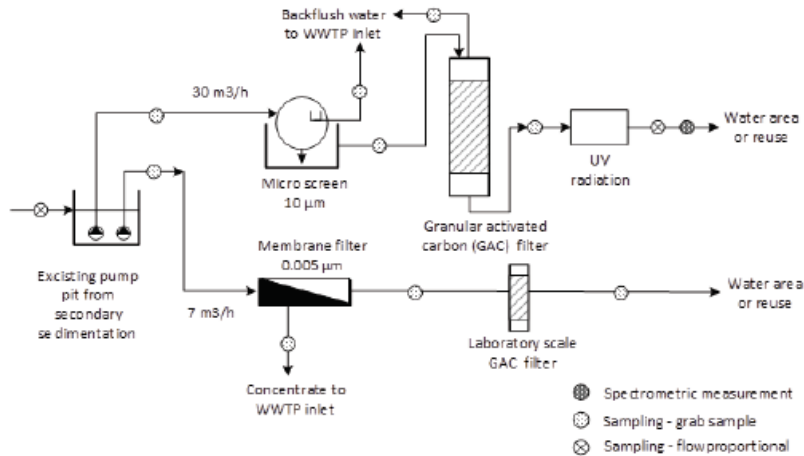 Backflush water
to WWTP inlet
30 m3/h
Micro screen
10 µm
Granular activated
carbon (GAC) filter
UV
radiation
Water area
or reuse
Excisting pump
pit from
secondary
sedimentation
7 m3/h
Membrane filter
0.005 µm
Concentrate to
WWTP inlet
Laboratory scale
GAC filter
Water area
or reuse
Spectrometric measurement
Sampling - grab sample
Sampling - flowproportional